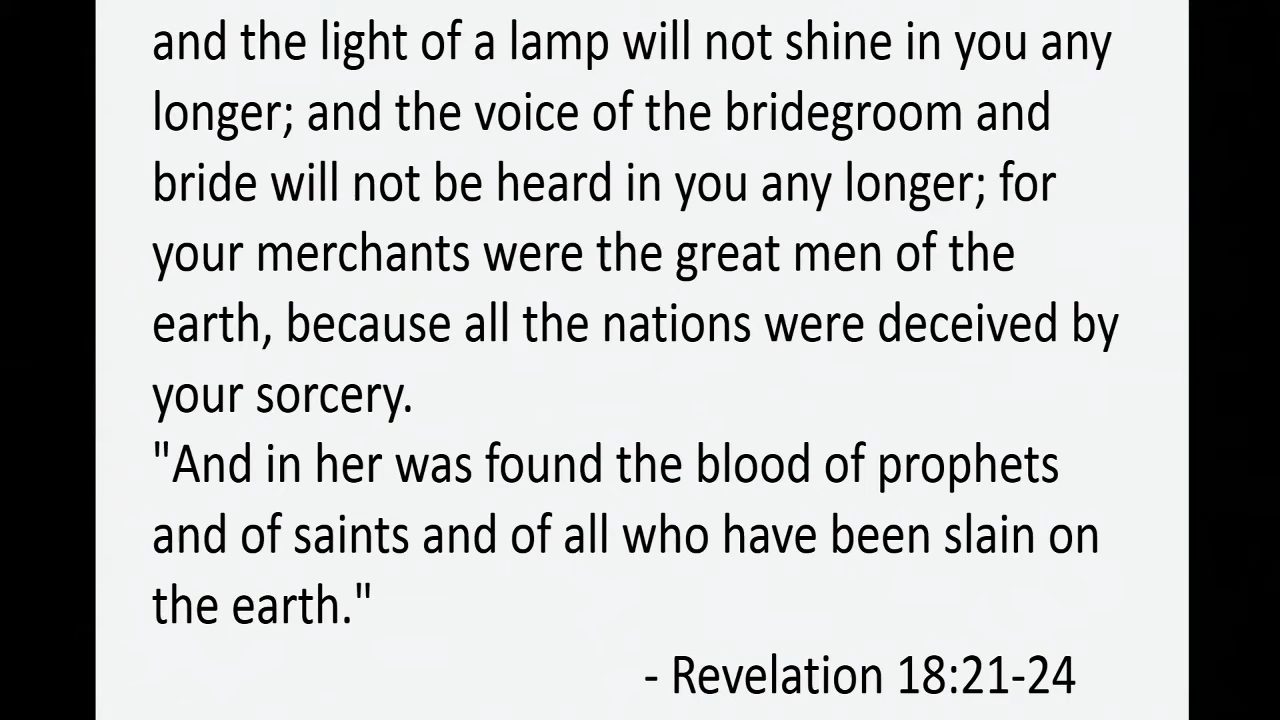 and the light of a lamp will not shine in you any
longer; and the voice of the bridegroom and
bride will not be heard in you any longer; for
your merchants were the great men of the
earth, because all the nations were deceived by
your sorcery.
"And in her was found the blood of prophets
and of saints and of all who have been slain on
the earth."
- Revelation 18:21-24